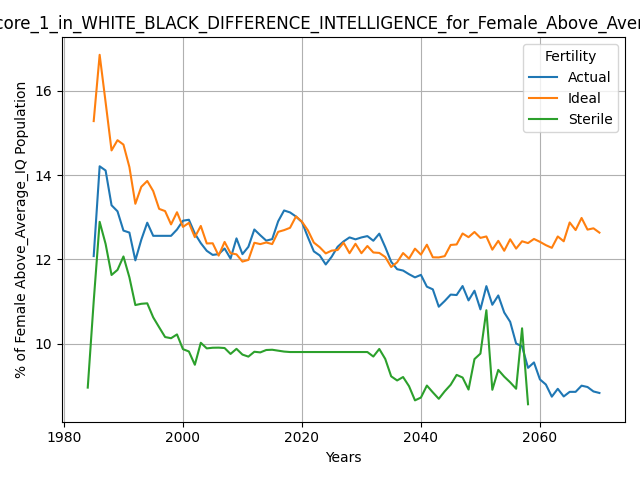 core_1_in_WHITE_BLACK_DIFFERENCE_INTELLIGENCE_for_Female_Above_Aver
Fertility
Actual
Ideal
Sterile
% of Female Above_Average_IQ Population
16
14
12
10
1980
2000
2020
2040
2060
Years